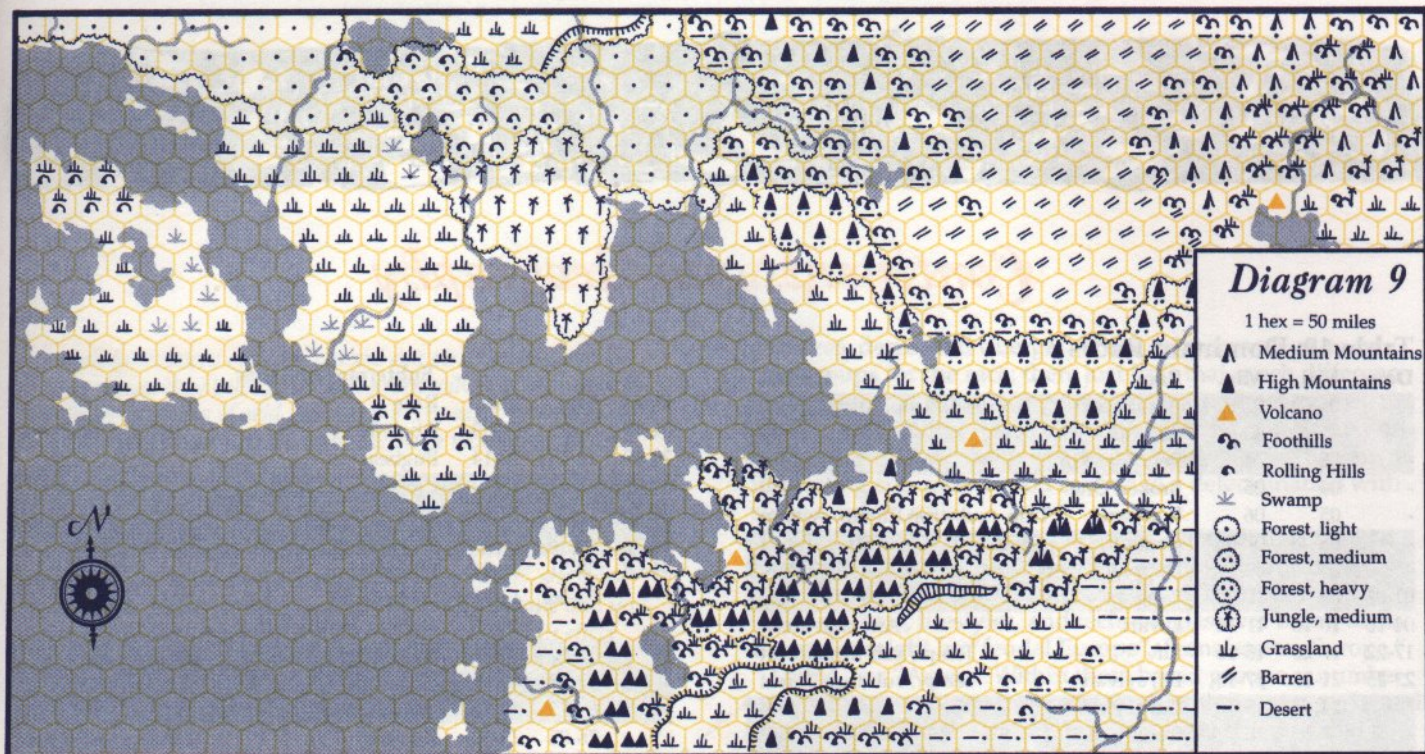 Diagram 9
1 hex = 50 miles
Medium Mountains
High Mountains
Volcano
Foothills
Rolling Hills
Swamp
Forest, light
Forest, medium
Forest, heavy
Jungle, medium
Grassland
Barren
Desert
N